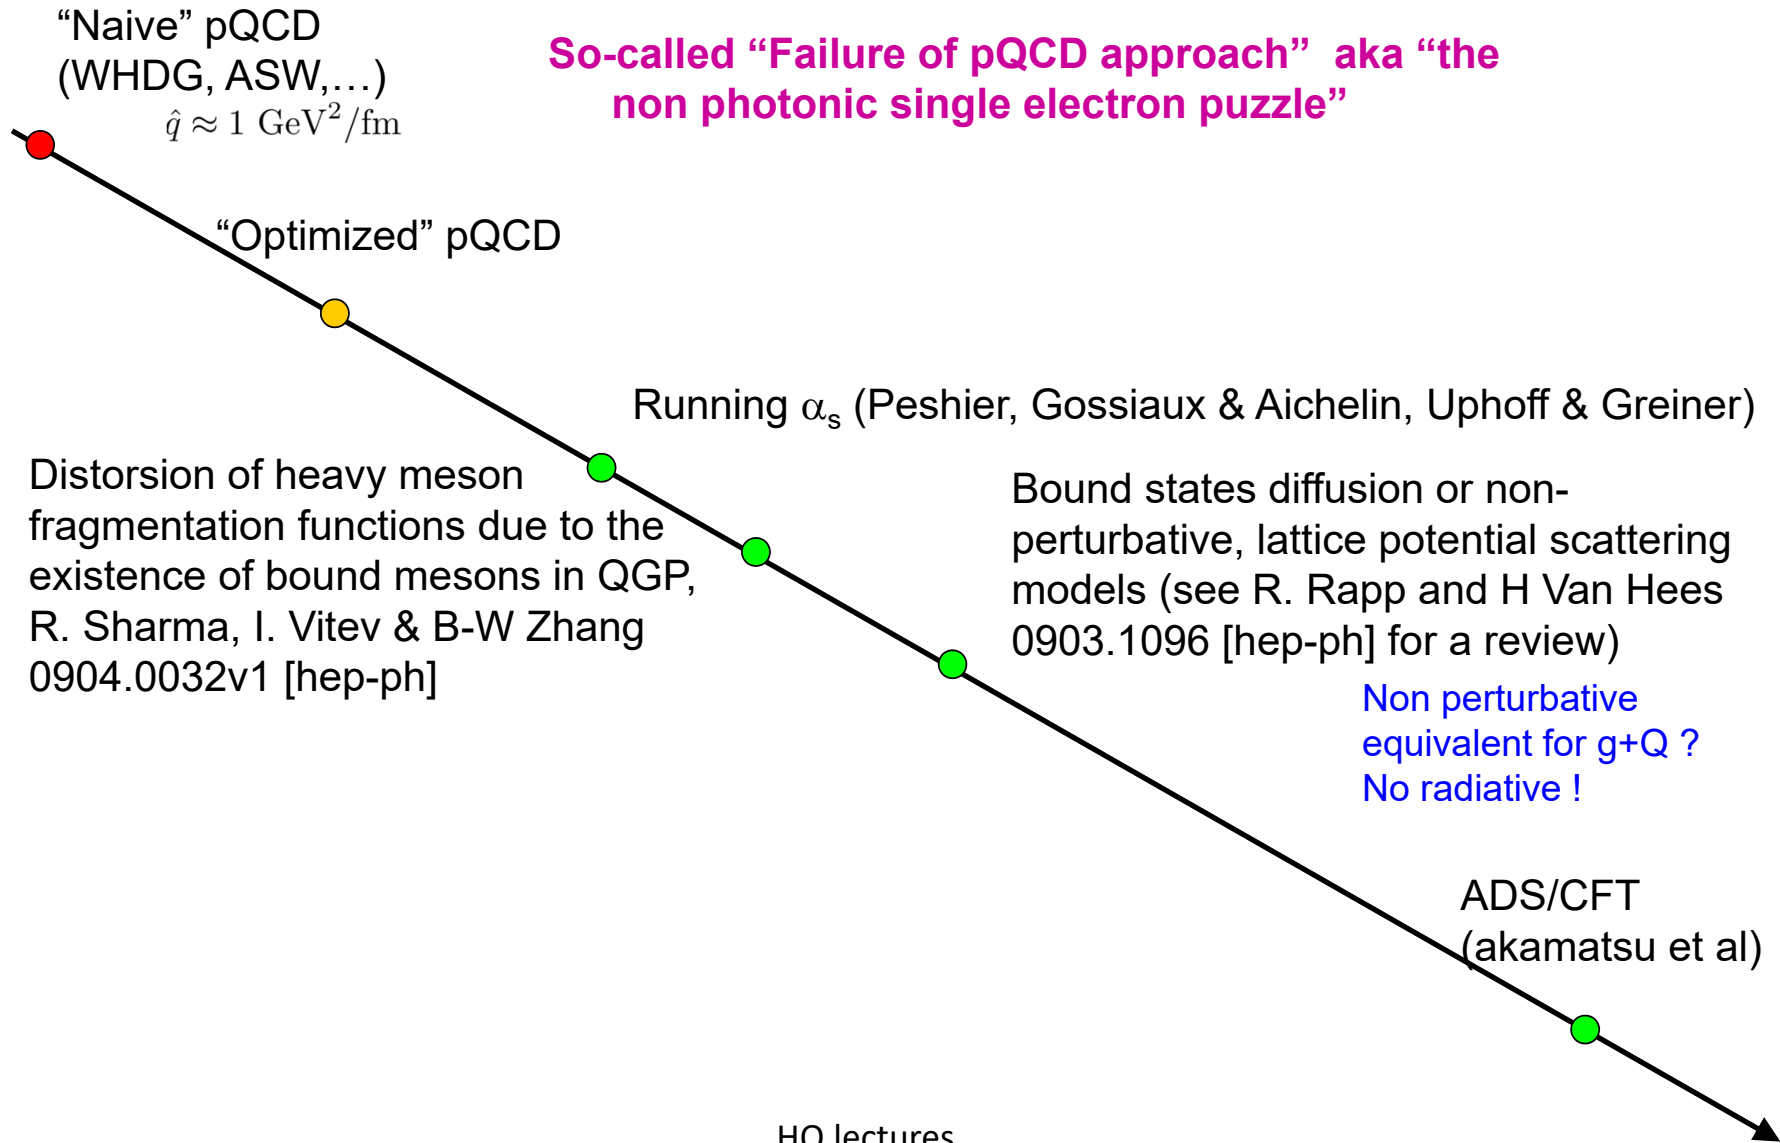 “Naive” pQCD
(WHDG, ASW,…)
q̂ ≈ 1 GeV²/fm
So-called “Failure of pQCD approach” aka “the
non photonic single electron puzzle”
“Optimized” pQCD
Running αₛ (Peshier, Gossiaux & Aichelin, Uphoff & Greiner)
Distorsion of heavy meson
fragmentation functions due to the
existence of bound mesons in QGP,
R. Sharma, I. Vitev & B-W Zhang
0904.0032v1 [hep-ph]
Bound states diffusion or non-
perturbative, lattice potential scattering
models (see R. Rapp and H Van Hees
0903.1096 [hep-ph] for a review)
Non perturbative
equivalent for g+Q ?
No radiative !
ADS/CFT
(akamatsu et al)
HQ lectures